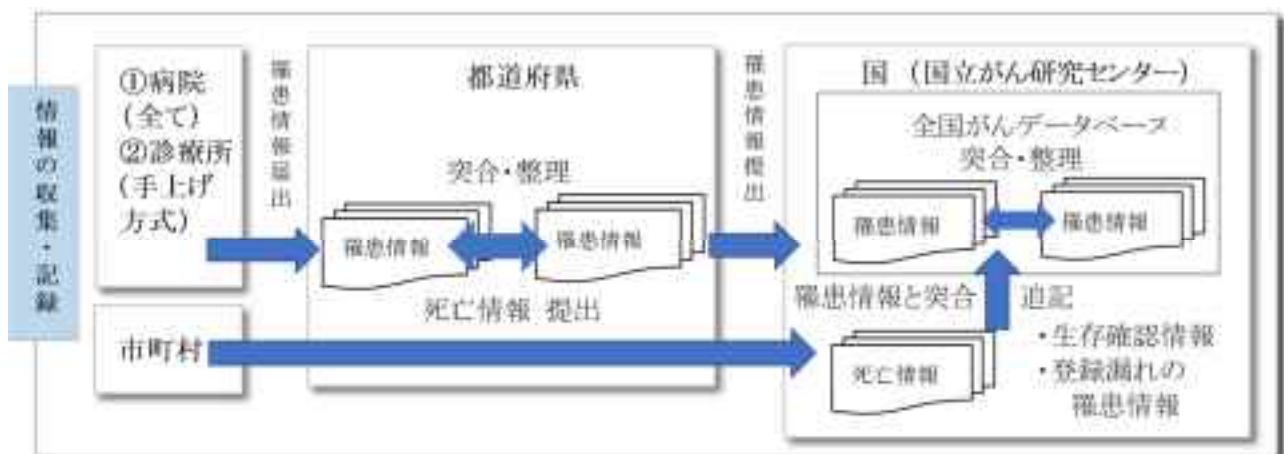 情報の収集・記録
①病院
(全て)
②診療所
(手上げ
方式)
市町村
罹患情報届出
都道府県
突合・整理
罹患情報
罹患情報
死亡情報 提出
罹患情報提出
国 (国立がん研究センター)
全国がんデータベース
突合・整理
罹患情報
罹患情報
罹患情報と突合
追記
死亡情報
・生存確認情報
・登録漏れの
罹患情報